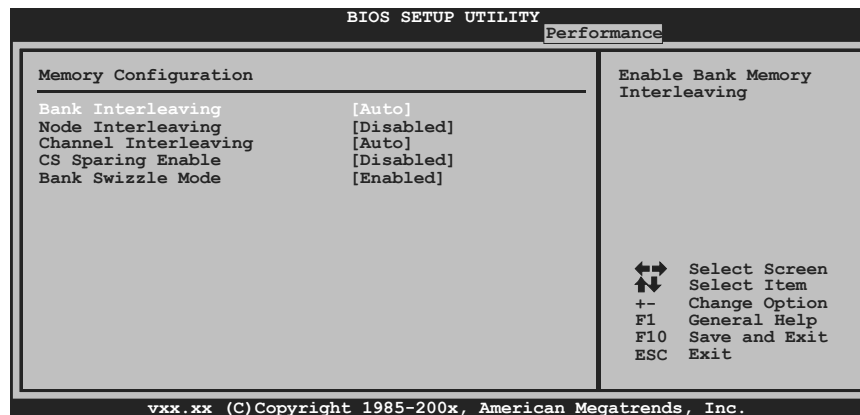 BIOS SETUP UTILITY
Performance
Memory Configuration
Bank Interleaving [Auto]
Node Interleaving [Disabled]
Channel Interleaving [Auto]
CS Sparing Enable [Disabled]
Bank Swizzle Mode [Enabled]
Enable Bank Memory
Interleaving
Select Screen
Select Item
+- Change Option
F1 General Help
F10 Save and Exit
ESC Exit
vxx.xx (C)Copyright 1985-200x, American Megatrends, Inc.